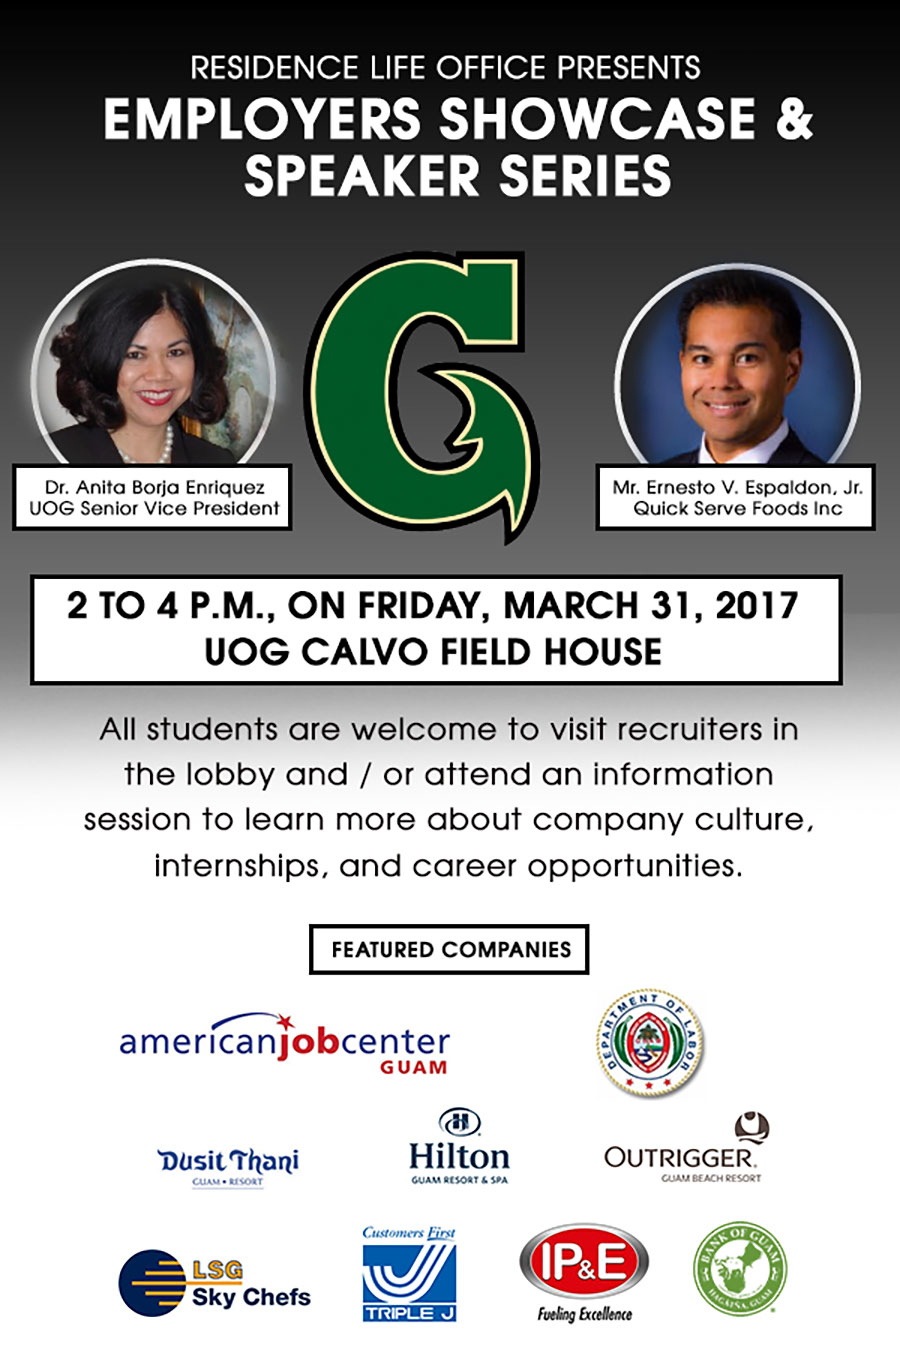 RESIDENCE LIFE OFFICE PRESENTS
EMPLOYERS SHOWCASE &
SPEAKER SERIES
G
Dr. Anita Borja Enriquez
UOG Senior Vice President
Mr. Ernesto V. Espaldon, Jr.
Quick Serve Foods Inc
2 TO 4 P.M., ON FRIDAY, MARCH 31, 2017
UOG CALVO FIELD HOUSE
All students are welcome to visit recruiters in
the lobby and / or attend an information
session to learn more about company culture,
internships, and career opportunities.
FEATURED COMPANIES
americanjobcenter
GUAM
DEPARTMENT OF LABOR
Dusit Thani
GUAM • RESORT
H
Hilton
GUAM RESORT & SPA
OUTRIGGER®
GUAM BEACH RESORT
LSG
Sky Chefs
Customers First
TRIPLE J
IP&E
Fueling Excellence
BANK OF GUAM
HAGÅTÑA, GUAM